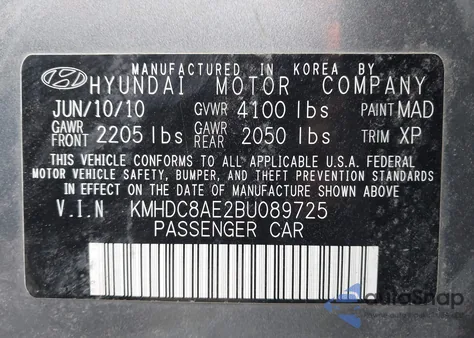 MANUFACTURED IN KOREA BY
HYUNDAI MOTOR COMPANY
JUN/10/10 GVWR 4100 lbs PAINT MAD
GAWR FRONT 2205 lbs GAWR REAR 2050 lbs TRIM XP
THIS VEHICLE CONFORMS TO ALL APPLICABLE U.S.A. FEDERAL
MOTOR VEHICLE SAFETY, BUMPER, AND THEFT PREVENTION STANDARDS
IN EFFECT ON THE DATE OF MANUFACTURE SHOWN ABOVE.
V.I.N KMHDC8AE2BU089725
PASSENGER CAR
autoSnap